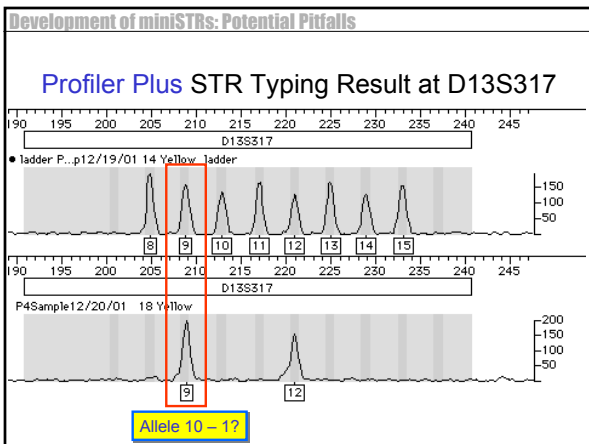 Development of miniSTRs: Potential Pitfalls
Profiler Plus STR Typing Result at D13S317
190 195 200 205 210 215 220 225 230 235 240 245
D13S317
● ladder P...p12/19/01 14 Yellow ladder
150
100
50
8 9 10 11 12 13 14 15
190 195 200 205 210 215 220 225 230 235 240 245
D13S317
P4Sample12/20/01 18 Yellow
200
150
100
50
9 12
Allele 10 – 1?